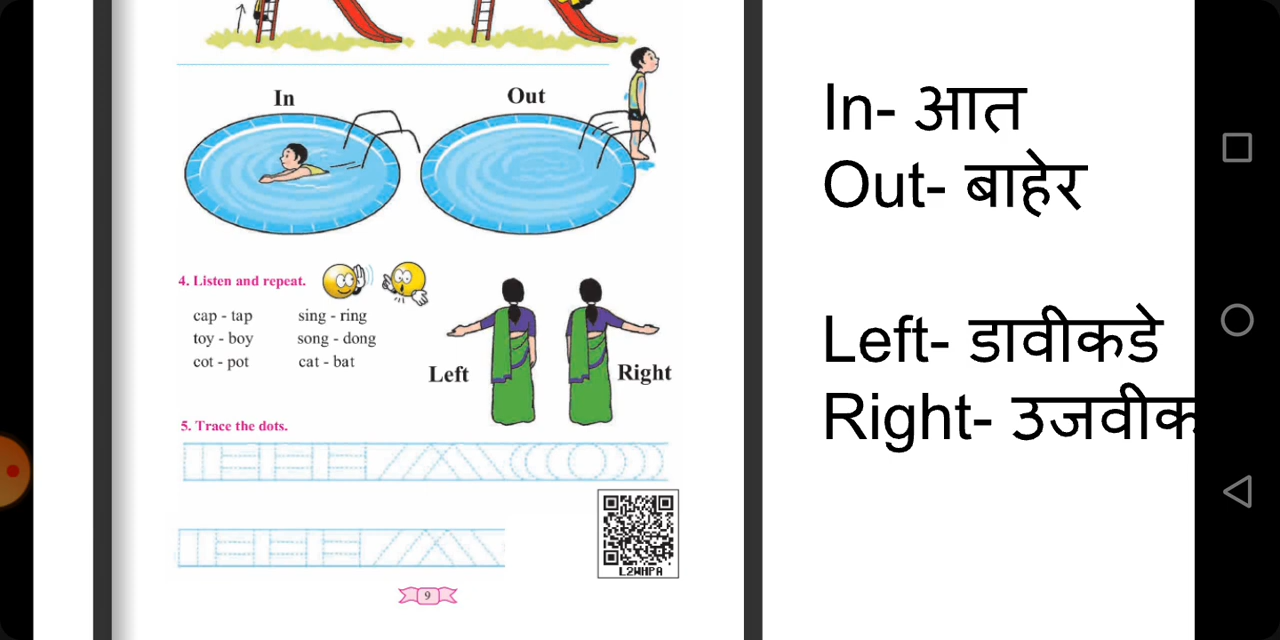 In
Out
4. Listen and repeat.
cap - tap
sing - ring
toy - boy
song - dong
cot - pot
cat - bat
Left
Right
5. Trace the dots.
L2WHPA
9
In- आत
Out- बाहेर
Left- डावीकडे
Right- उजवीक